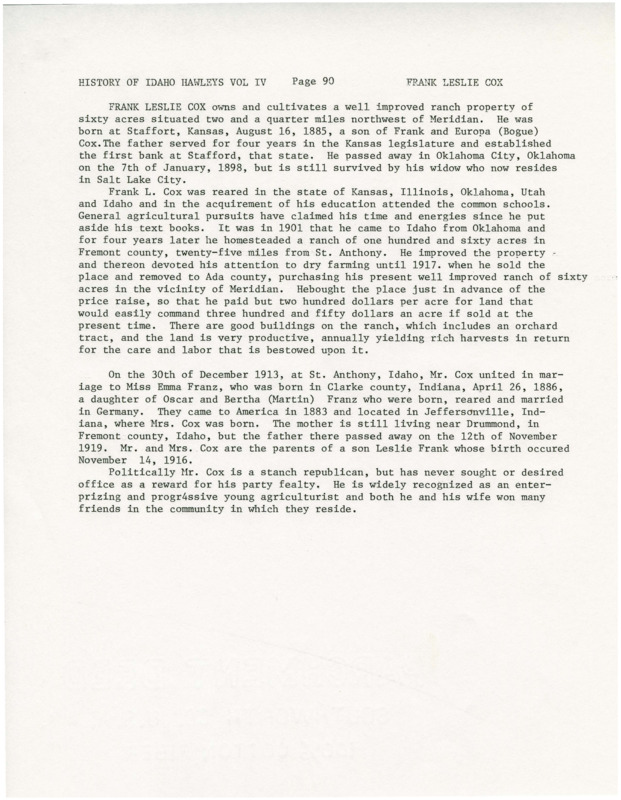 HISTORY OF IDAHO HAWLEYS VOL IV Page 90 FRANK LESLIE COX
FRANK LESLIE COX owns and cultivates a well improved ranch property of
sixty acres situated two and a quarter miles northwest of Meridian. He was
born at Staffort, Kansas, August 16, 1885, a son of Frank and Europa (Bogue)
Cox.The father served for four years in the Kansas legislature and established
the first bank at Stafford, that state. He passed away in Oklahoma City, Oklahoma
on the 7th of January, 1898, but is still survived by his widow who now resides
in Salt Lake City.
Frank L. Cox was reared in the state of Kansas, Illinois, Oklahoma, Utah
and Idaho and in the acquirement of his education attended the common schools.
General agricultural pursuits have claimed his time and energies since he put
aside his text books. It was in 1901 that he came to Idaho from Oklahoma and
for four years later he homesteaded a ranch of one hundred and sixty acres in
Fremont county, twenty-five miles from St. Anthony. He improved the property -
and thereon devoted his attention to dry farming until 1917. when he sold the
place and removed to Ada county, purchasing his present well improved ranch of sixty
acres in the vicinity of Meridian. Hebought the place just in advance of the
price raise, so that he paid but two hundred dollars per acre for land that
would easily command three hundred and fifty dollars an acre if sold at the
present time. There are good buildings on the ranch, which includes an orchard
tract, and the land is very productive, annually yielding rich harvests in return
for the care and labor that is bestowed upon it.
On the 30th of December 1913, at St. Anthony, Idaho, Mr. Cox united in mar-
iage to Miss Emma Franz, who was born in Clarke county, Indiana, April 26, 1886,
a daughter of Oscar and Bertha (Martin) Franz who were born, reared and married
in Germany. They came to America in 1883 and located in Jeffersonville, Ind-
iana, where Mrs. Cox was born. The mother is still living near Drummond, in
Fremont county, Idaho, but the father there passed away on the 12th of November
1919. Mr. and Mrs. Cox are the parents of a son Leslie Frank whose birth occured
November 14, 1916.
Politically Mr. Cox is a stanch republican, but has never sought or desired
office as a reward for his party fealty. He is widely recognized as an enter-
prizing and progr4ssive young agriculturist and both he and his wife won many
friends in the community in which they reside.